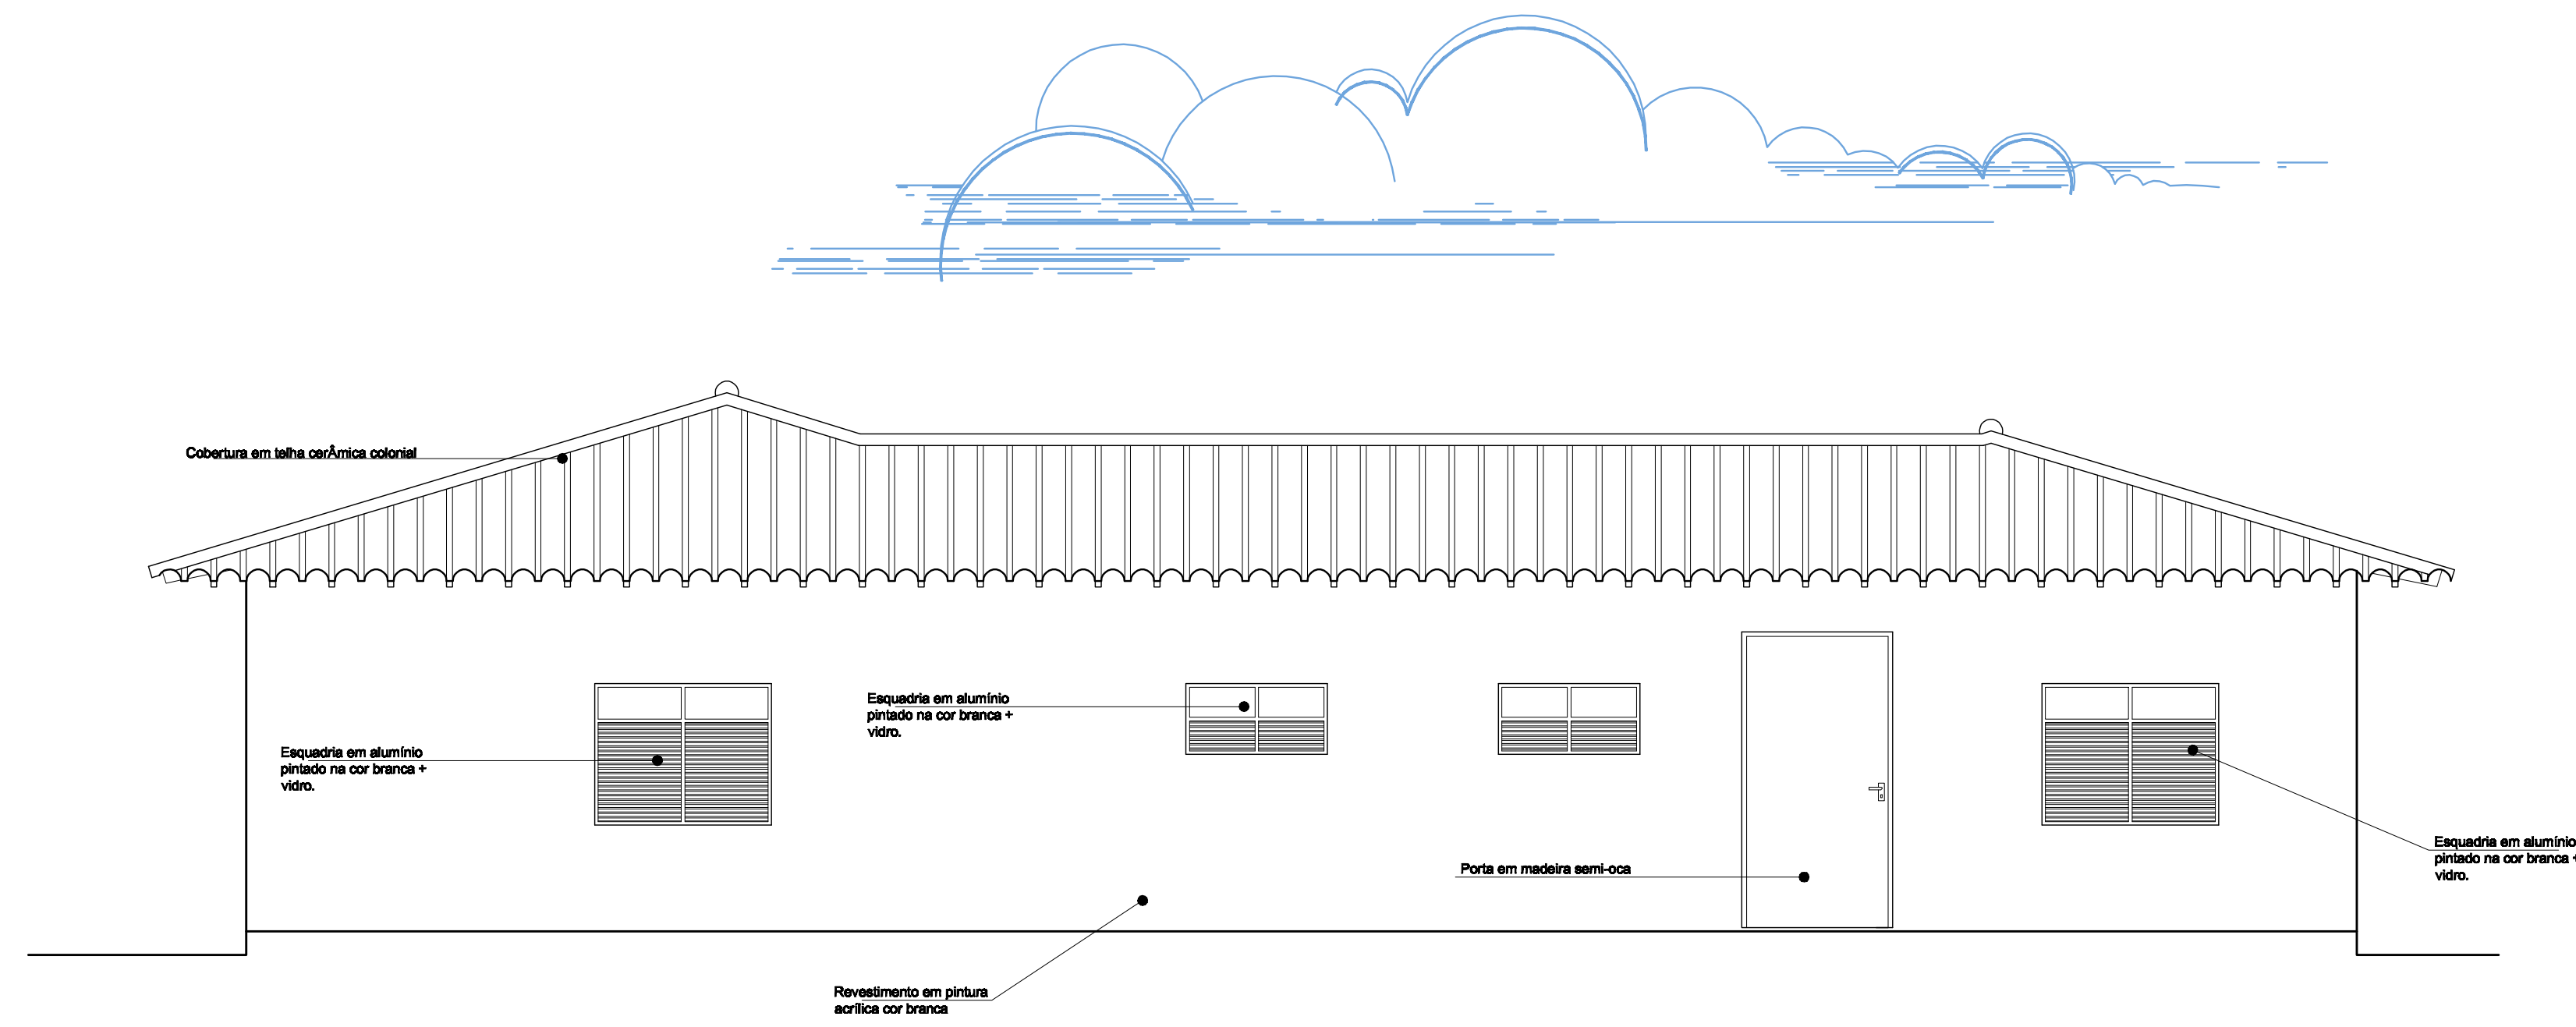 Cobertura em telha cerÂmica colonial
Esquadria em alumínio
pintado na cor branca +
vidro.
Esquadria em alumínio
pintado na cor branca +
vidro.
Esquadria em alumínio
pintado na cor branca +
vidro.
Porta em madeira semi-oca
Revestimento em pintura
acrílica cor branca